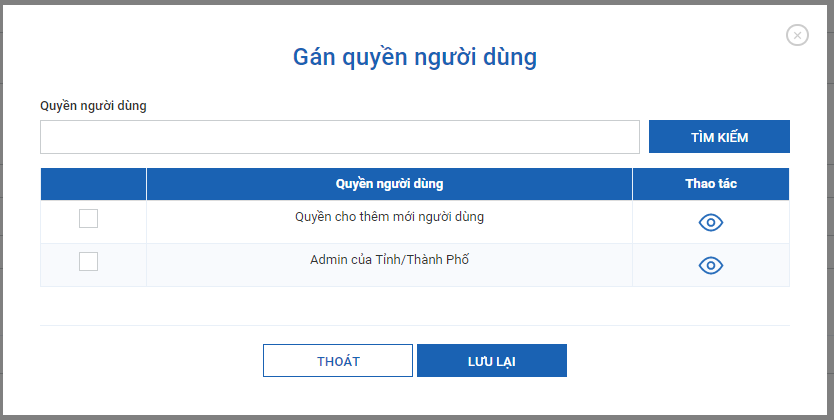 Gán quyền người dùng
Quyền người dùng
TÌM KIẾM
Quyền người dùng Thao tác
Quyền cho thêm mới người dùng
Admin của Tỉnh/Thành Phố
THOÁT LƯU LẠI